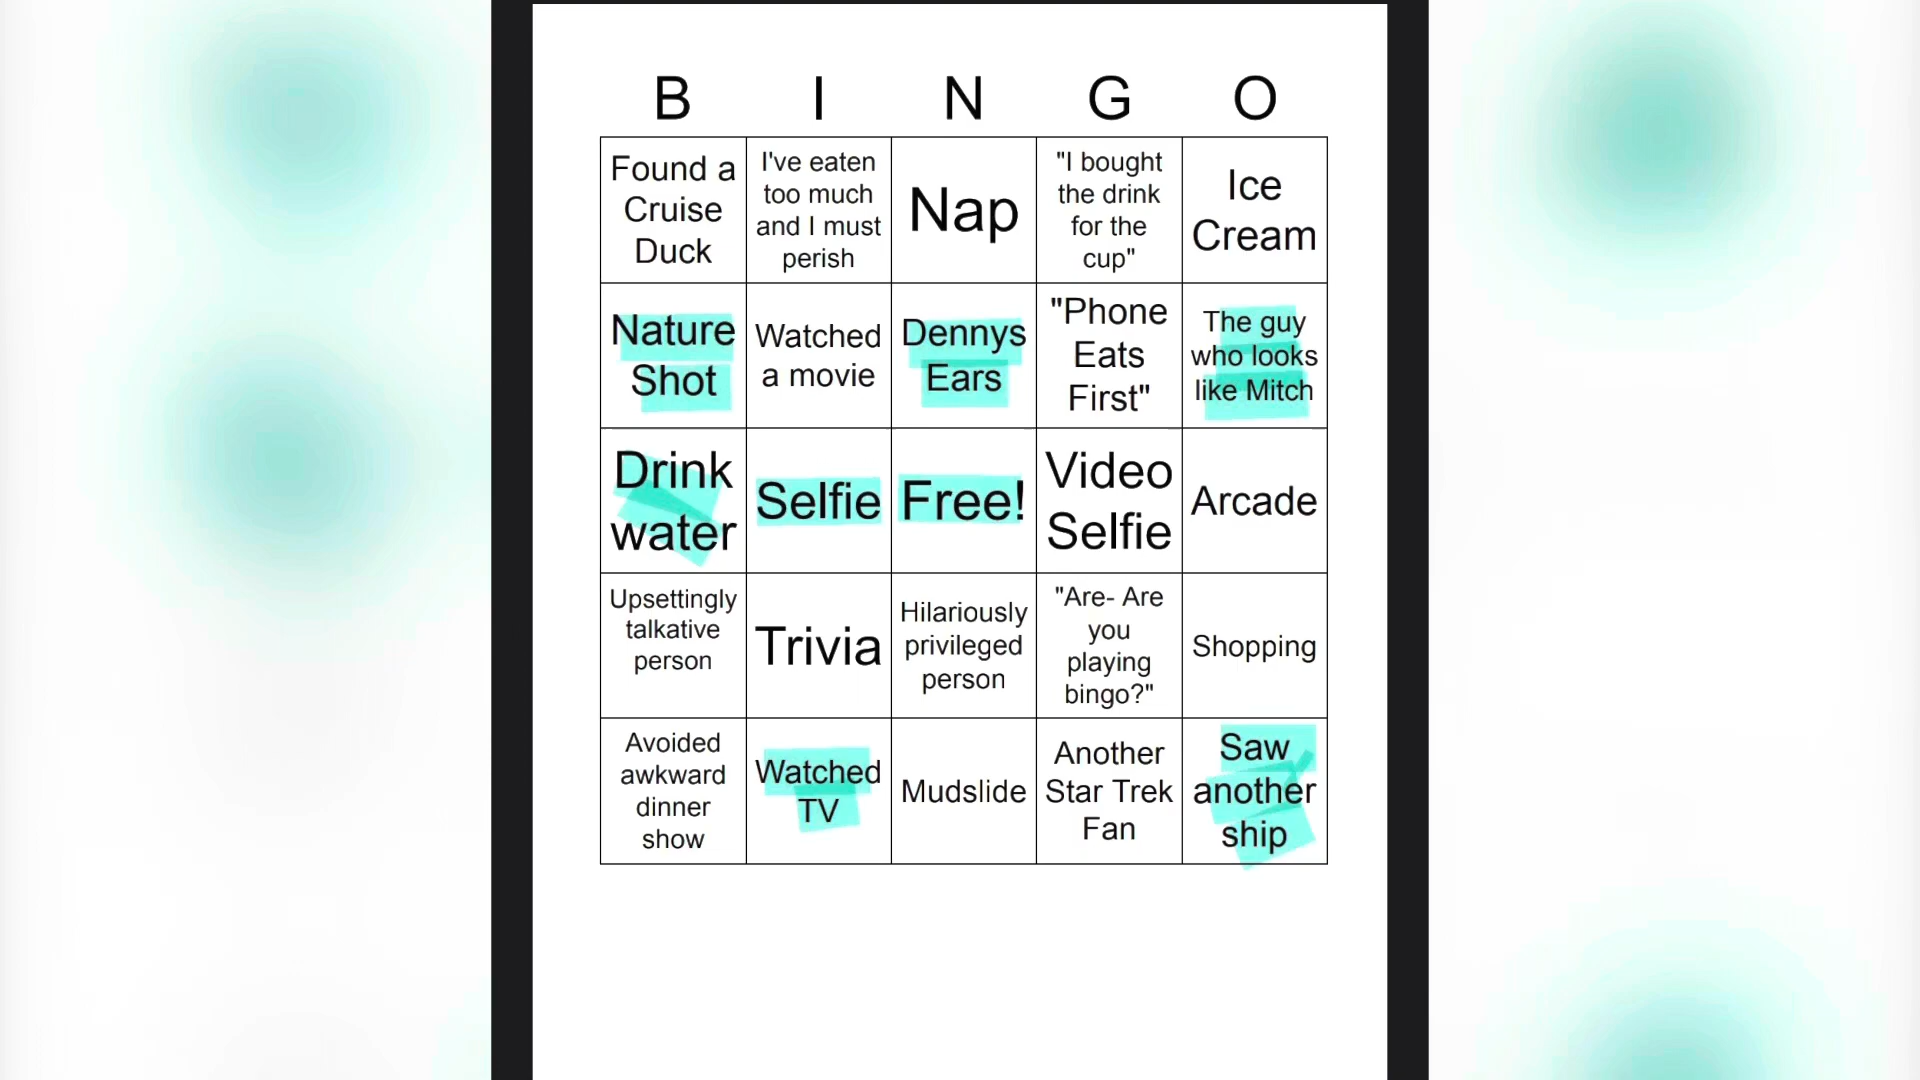 B I N G O
Found a
Cruise
Duck
I've eaten
too much
and I must
perish
Nap
"I bought
the drink
for the
cup"
Ice
Cream
Nature
Shot
Watched
a movie
Dennys
Ears
"Phone
Eats
First"
The guy
who looks
like Mitch
Drink
water
Selfie
Free!
Video
Selfie
Arcade
Upsettingly
talkative
person
Trivia
Hilariously
privileged
person
"Are- Are
you
playing
bingo?"
Shopping
Avoided
awkward
dinner
show
Watched
TV
Mudslide
Another
Star Trek
Fan
Saw
another
ship